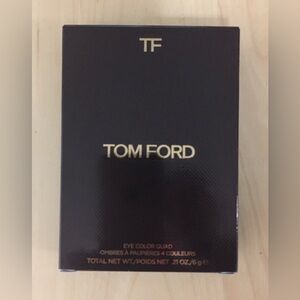 TF
TOM FORD
EYE COLOR QUAD
OMBRES À PAUPIÈRES 4 COULEURS
TOTAL NET WT./POIDS NET .21 OZ./6 g ℮